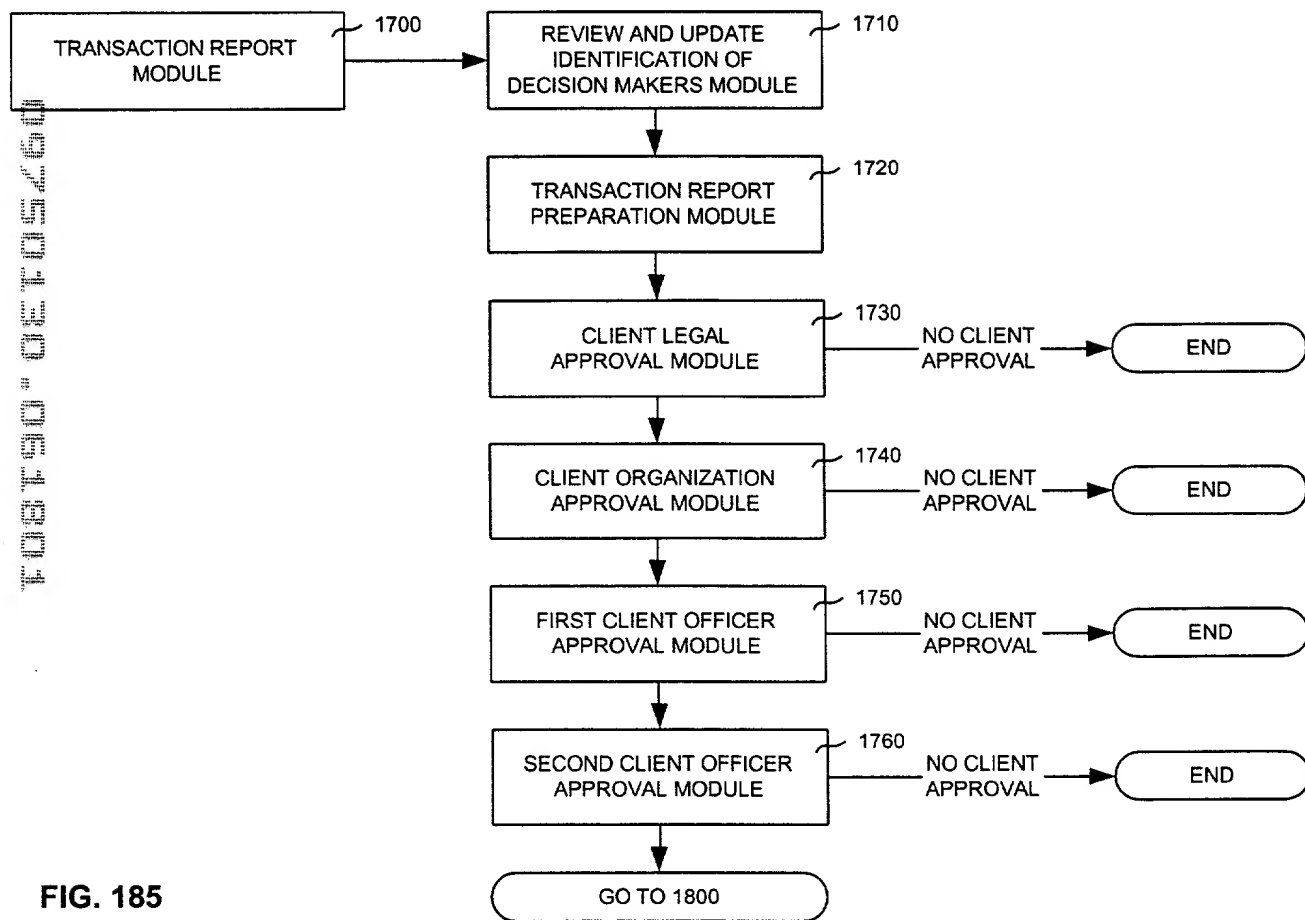 TRANSACTION REPORT
MODULE
1700
REVIEW AND UPDATE
IDENTIFICATION OF
DECISION MAKERS MODULE
1710
TRANSACTION REPORT
PREPARATION MODULE
1720
CLIENT LEGAL
APPROVAL MODULE
1730
NO CLIENT
APPROVAL
END
CLIENT ORGANIZATION
APPROVAL MODULE
1740
NO CLIENT
APPROVAL
END
FIRST CLIENT OFFICER
APPROVAL MODULE
1750
NO CLIENT
APPROVAL
END
SECOND CLIENT OFFICER
APPROVAL MODULE
1760
NO CLIENT
APPROVAL
END
GO TO 1800
FIG. 185